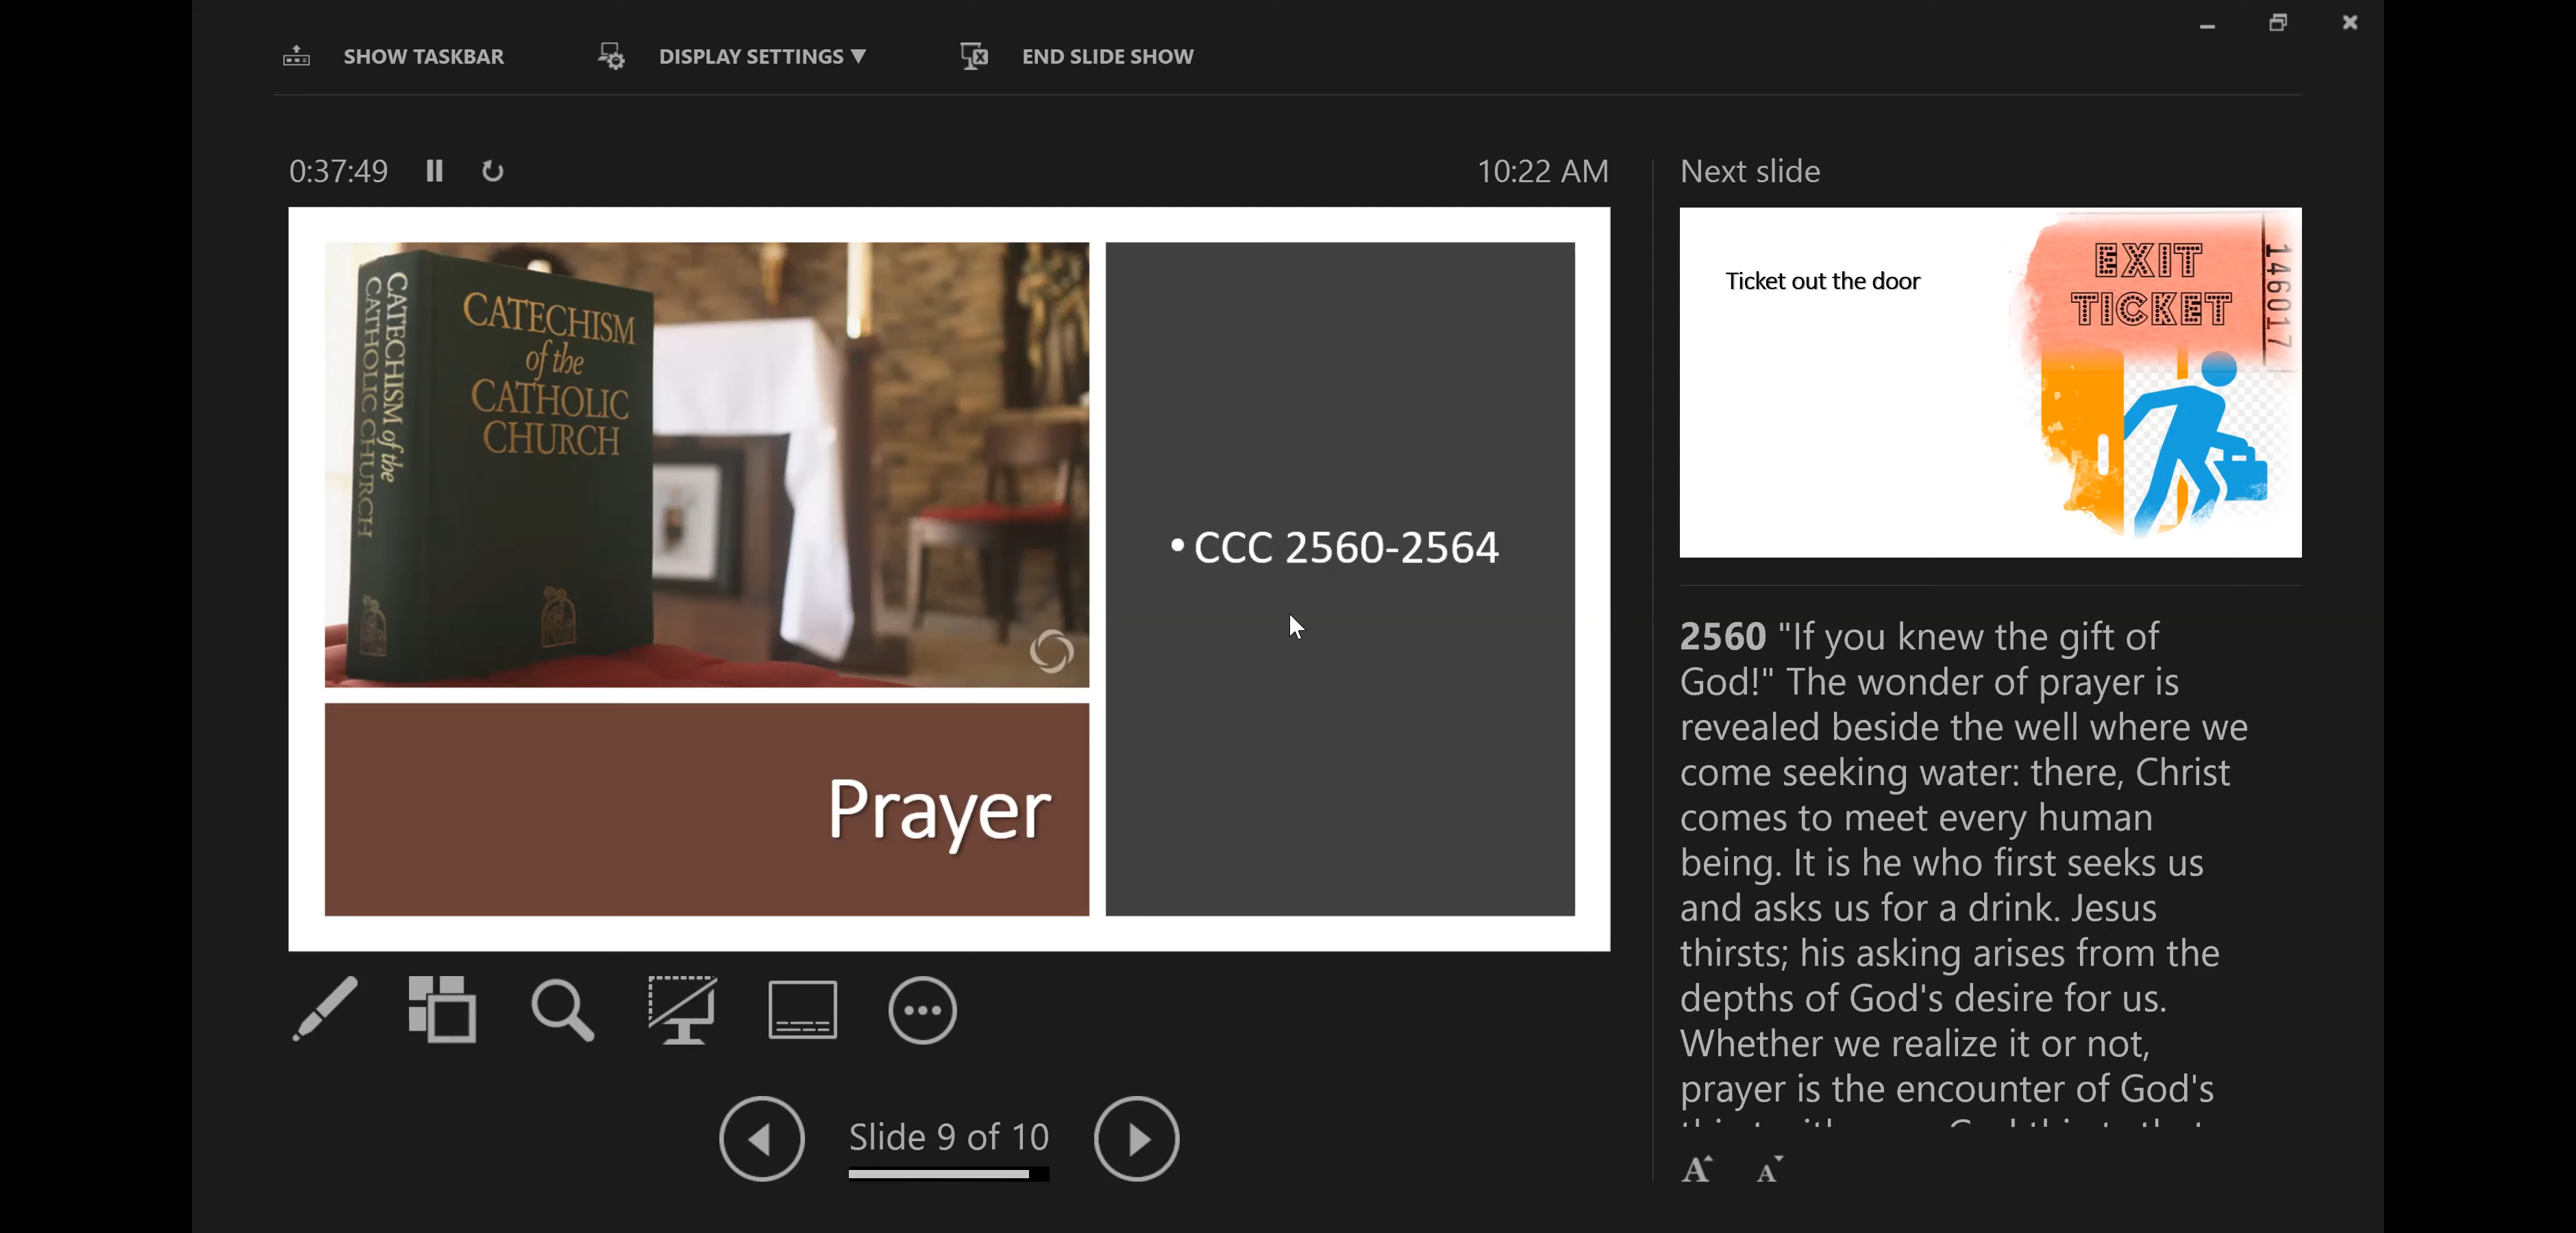 SHOW TASKBAR
DISPLAY SETTINGS ▼
END SLIDE SHOW
0:37:49
10:22 AM
CATECHISM of the
CATHOLIC CHURCH
CATECHISM
of the
CATHOLIC
CHURCH
• CCC 2560-2564
Prayer
Slide 9 of 10
Next slide
Ticket out the door
EXIT
TICKET
146017
2560 "If you knew the gift of
God!" The wonder of prayer is
revealed beside the well where we
come seeking water: there, Christ
comes to meet every human
being. It is he who first seeks us
and asks us for a drink. Jesus
thirsts; his asking arises from the
depths of God's desire for us.
Whether we realize it or not,
prayer is the encounter of God's
A A